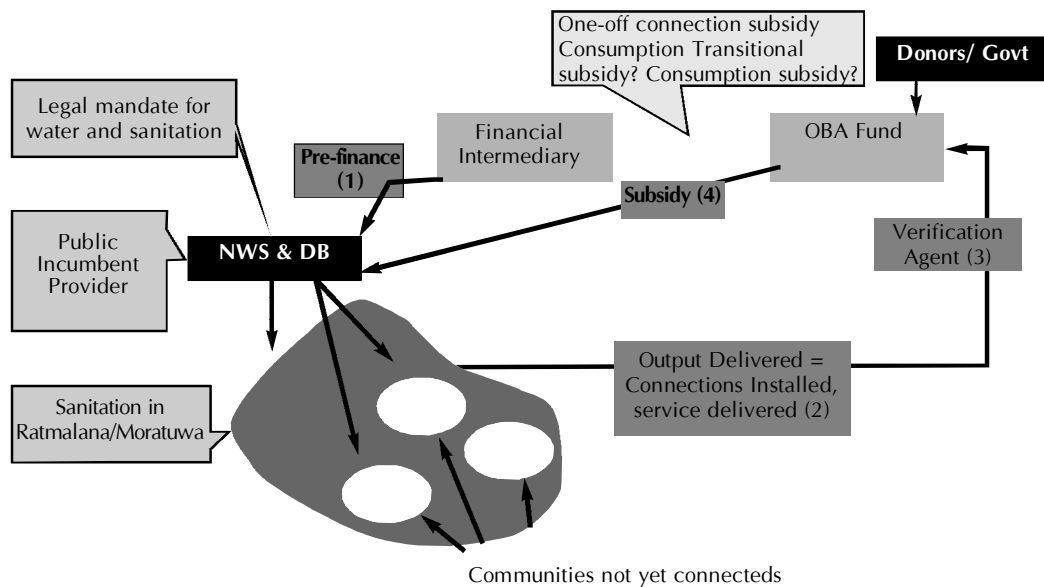 One-off connection subsidy
Consumption Transitional
subsidy? Consumption subsidy?
Donors/ Govt
Legal mandate for
water and sanitation
Financial
Intermediary
OBA Fund
Pre-finance
(1)
Subsidy (4)
Public
Incumbent
Provider
NWS & DB
Verification
Agent (3)
Output Delivered =
Connections Installed,
service delivered (2)
Sanitation in
Ratmalana/Moratuwa
Communities not yet connecteds